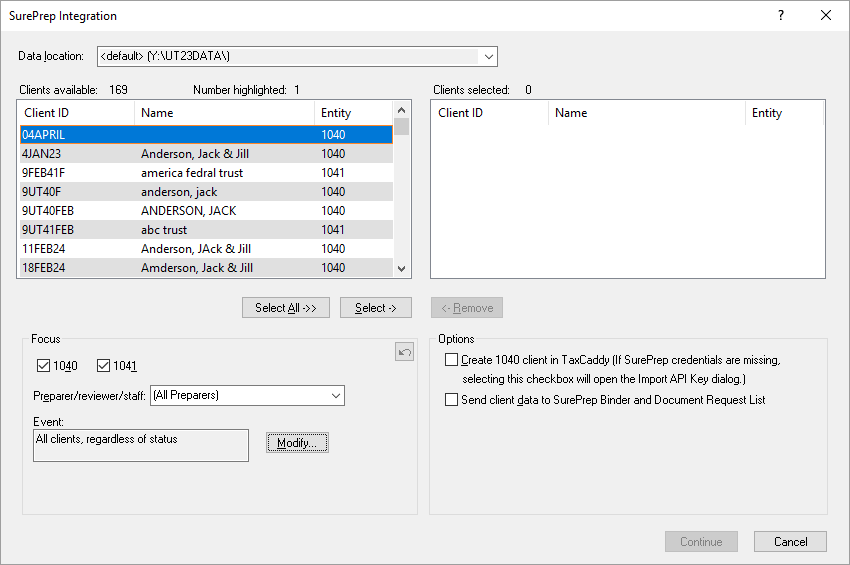 SurePrep Integration
?
Data location: <default> (Y:\UT23DATA\)
Clients available: 169 Number highlighted: 1 Clients selected: 0
Client ID Name Entity Client ID Name Entity
04APRIL 1040
4JAN23 Anderson, Jack & Jill 1040
9FEB41F america fedral trust 1041
9UT40F anderson, jack 1040
9UT40FEB ANDERSON, JACK 1040
9UT41FEB abc trust 1041
11FEB24 Anderson, JAck & Jill 1040
18FEB24 Amderson, Jack & Jill 1040
Select All ->> Select -> <- Remove
Focus
1040 1041
Preparer/reviewer/staff: (All Preparers)
Event:
All clients, regardless of status
Modify...
Options
Create 1040 client in TaxCaddy (If SurePrep credentials are missing,
selecting this checkbox will open the Import API Key dialog.)
Send client data to SurePrep Binder and Document Request List
Continue Cancel